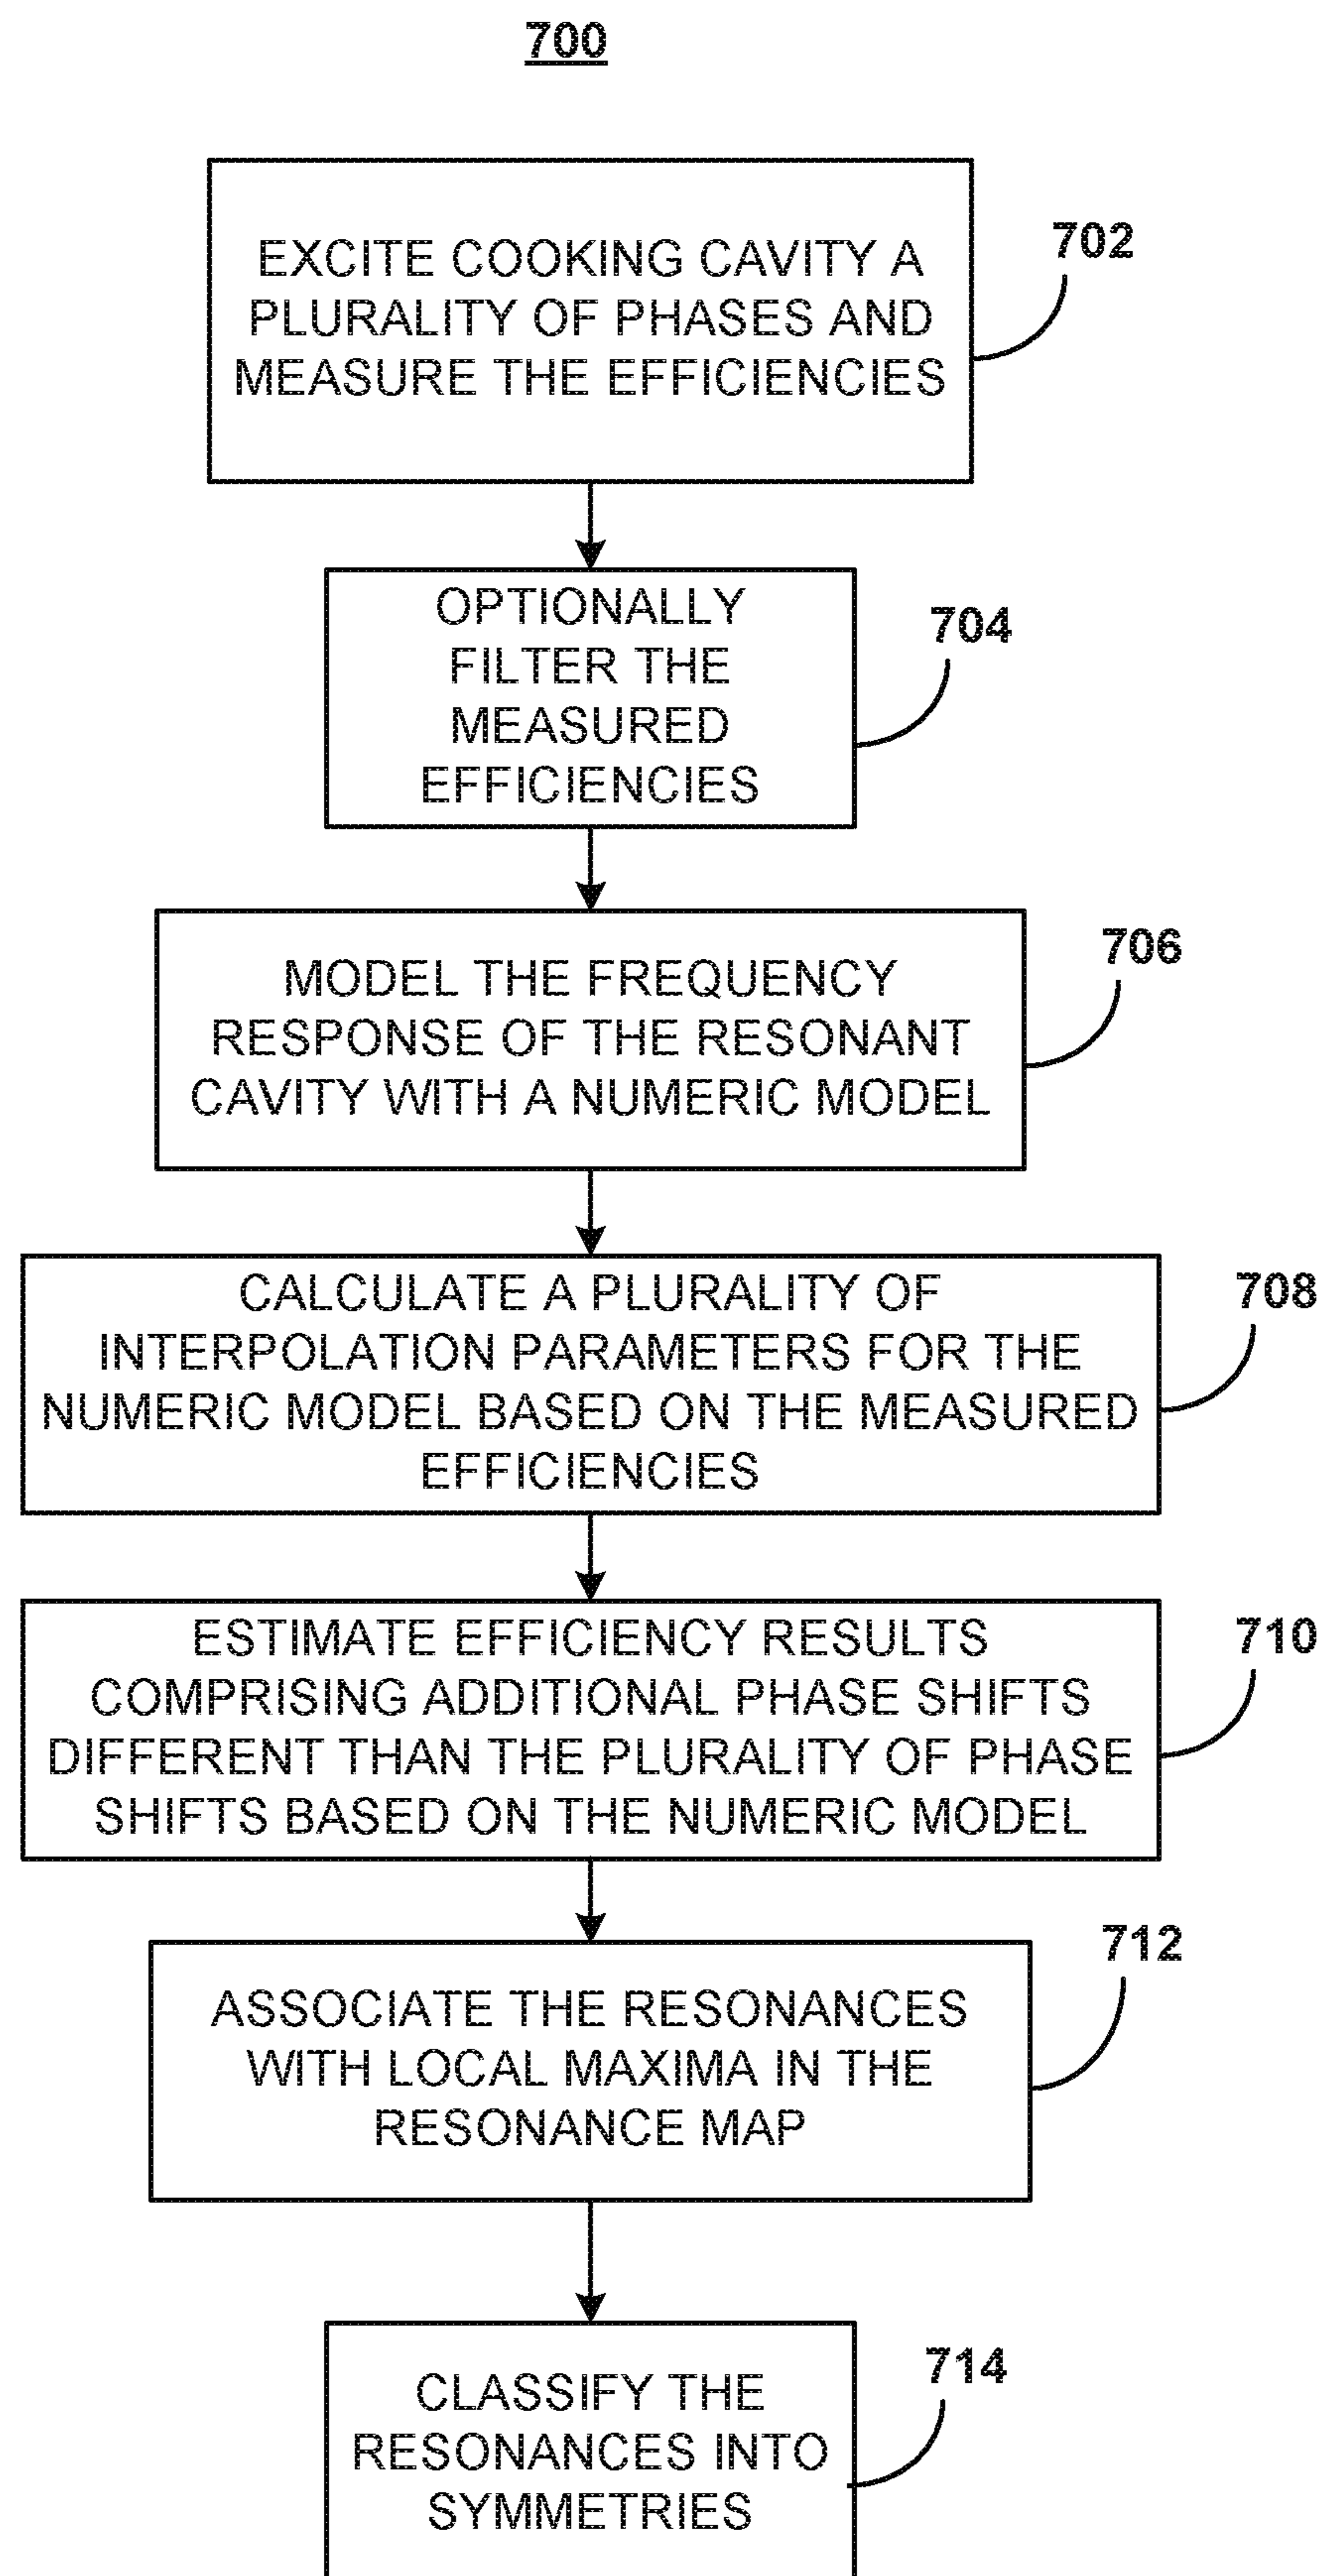 700
EXCITE COOKING CAVITY A
PLURALITY OF PHASES AND
MEASURE THE EFFICIENCIES
702
OPTIONALLY
FILTER THE
MEASURED
EFFICIENCIES
704
MODEL THE FREQUENCY
RESPONSE OF THE RESONANT
CAVITY WITH A NUMERIC MODEL
706
CALCULATE A PLURALITY OF
INTERPOLATION PARAMETERS FOR THE
NUMERIC MODEL BASED ON THE MEASURED
EFFICIENCIES
708
ESTIMATE EFFICIENCY RESULTS
COMPRISING ADDITIONAL PHASE SHIFTS
DIFFERENT THAN THE PLURALITY OF PHASE
SHIFTS BASED ON THE NUMERIC MODEL
710
ASSOCIATE THE RESONANCES
WITH LOCAL MAXIMA IN THE
RESONANCE MAP
712
CLASSIFY THE
RESONANCES INTO
SYMMETRIES
714